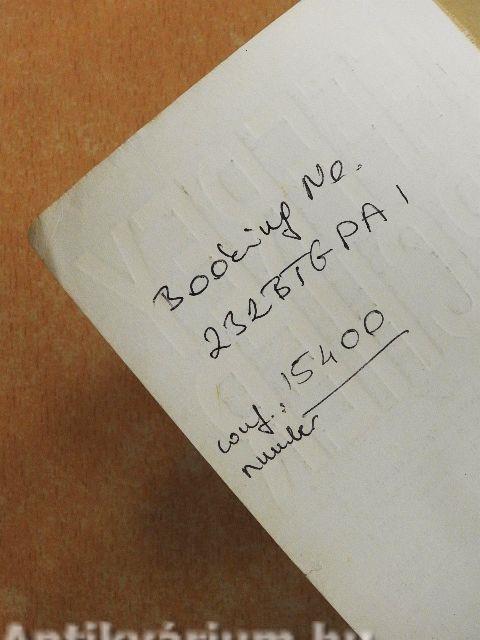 Booking No.
232BTGPA1
conf.: 15400
number
Antikvárium.hu